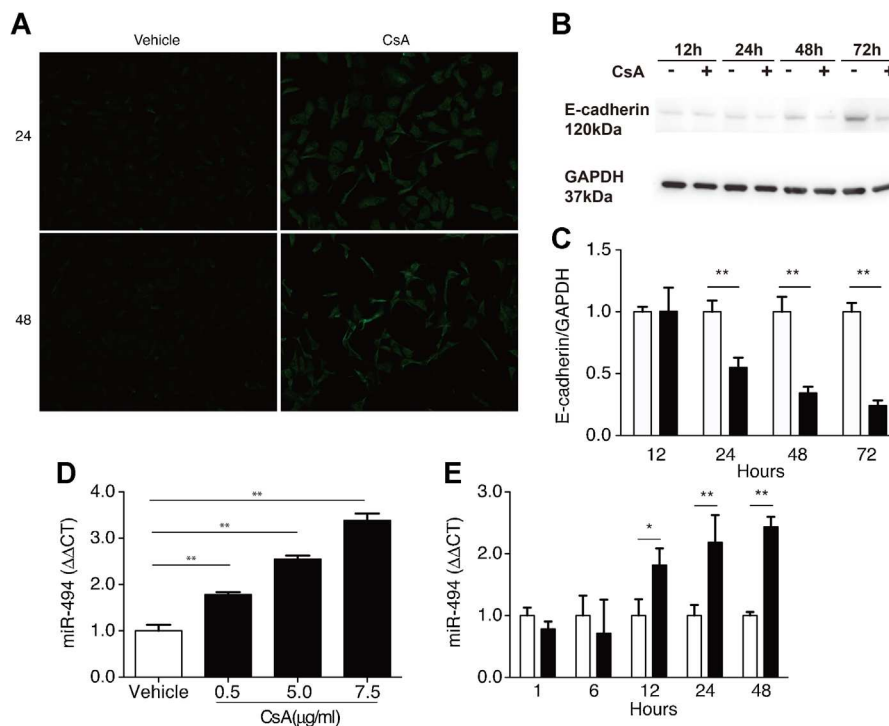 A
Vehicle
CsA
24
48
B
12h 24h 48h 72h
CsA - + - + - + - +
E-cadherin
120kDa
GAPDH
37kDa
C
E-cadherin/GAPDH
1.5
1.0
0.5
0.0
** ** **
12 24 48 72
Hours
D
miR-494 (ΔΔCT)
4.0
3.0
2.0
1.0
0.0
**
**
**
Vehicle 0.5 5.0 7.5
CsA(μg/ml)
E
miR-494 (ΔΔCT)
3.0
2.0
1.0
0.0
* ** **
1 6 12 24 48
Hours